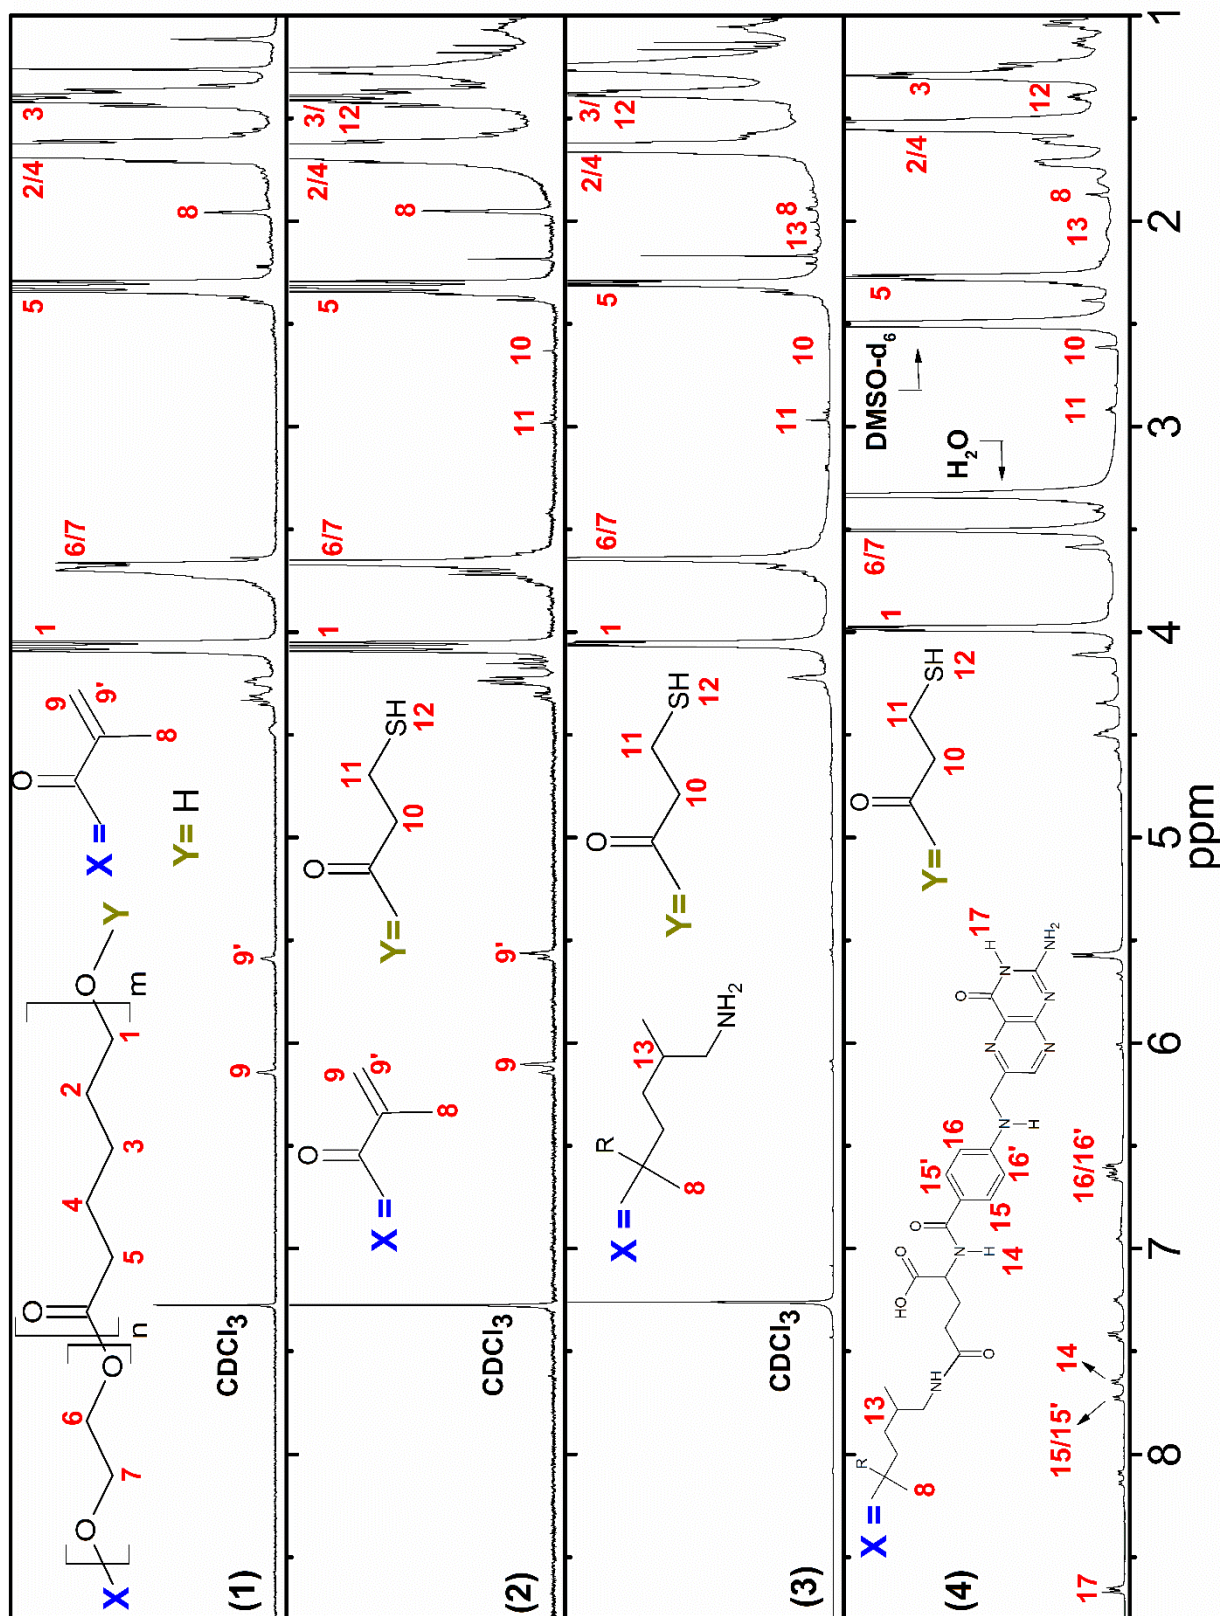 O
9
9'
8
X =
Y= H
X
O
7
6
O
n
O
5
4
3
2
1
O
m
Y
(1)
CDCl3
9
9'
1
6/7
5
8
2/4
3
X =
O
9
9'
8
Y=
O
10
11
SH
12
(2)
CDCl3
9
9'
1
6/7
11
10
5
8
2/4
3/
12
X =
R
8
13
NH2
Y=
O
10
11
SH
12
(3)
CDCl3
1
6/7
11
10
5
13
8
2/4
3/
12
X =
R
8
13
NH
O
HO
O
O
N
H
14
15
15'
16
16'
N
H
N
N
O
N
N
H
17
NH2
Y=
O
10
11
SH
12
(4)
17
15/15'
14
16/16'
1
6/7
H2O
DMSO-d6
11
10
5
13
8
2/4
12
3
8
7
6
5
4
3
2
1
ppm